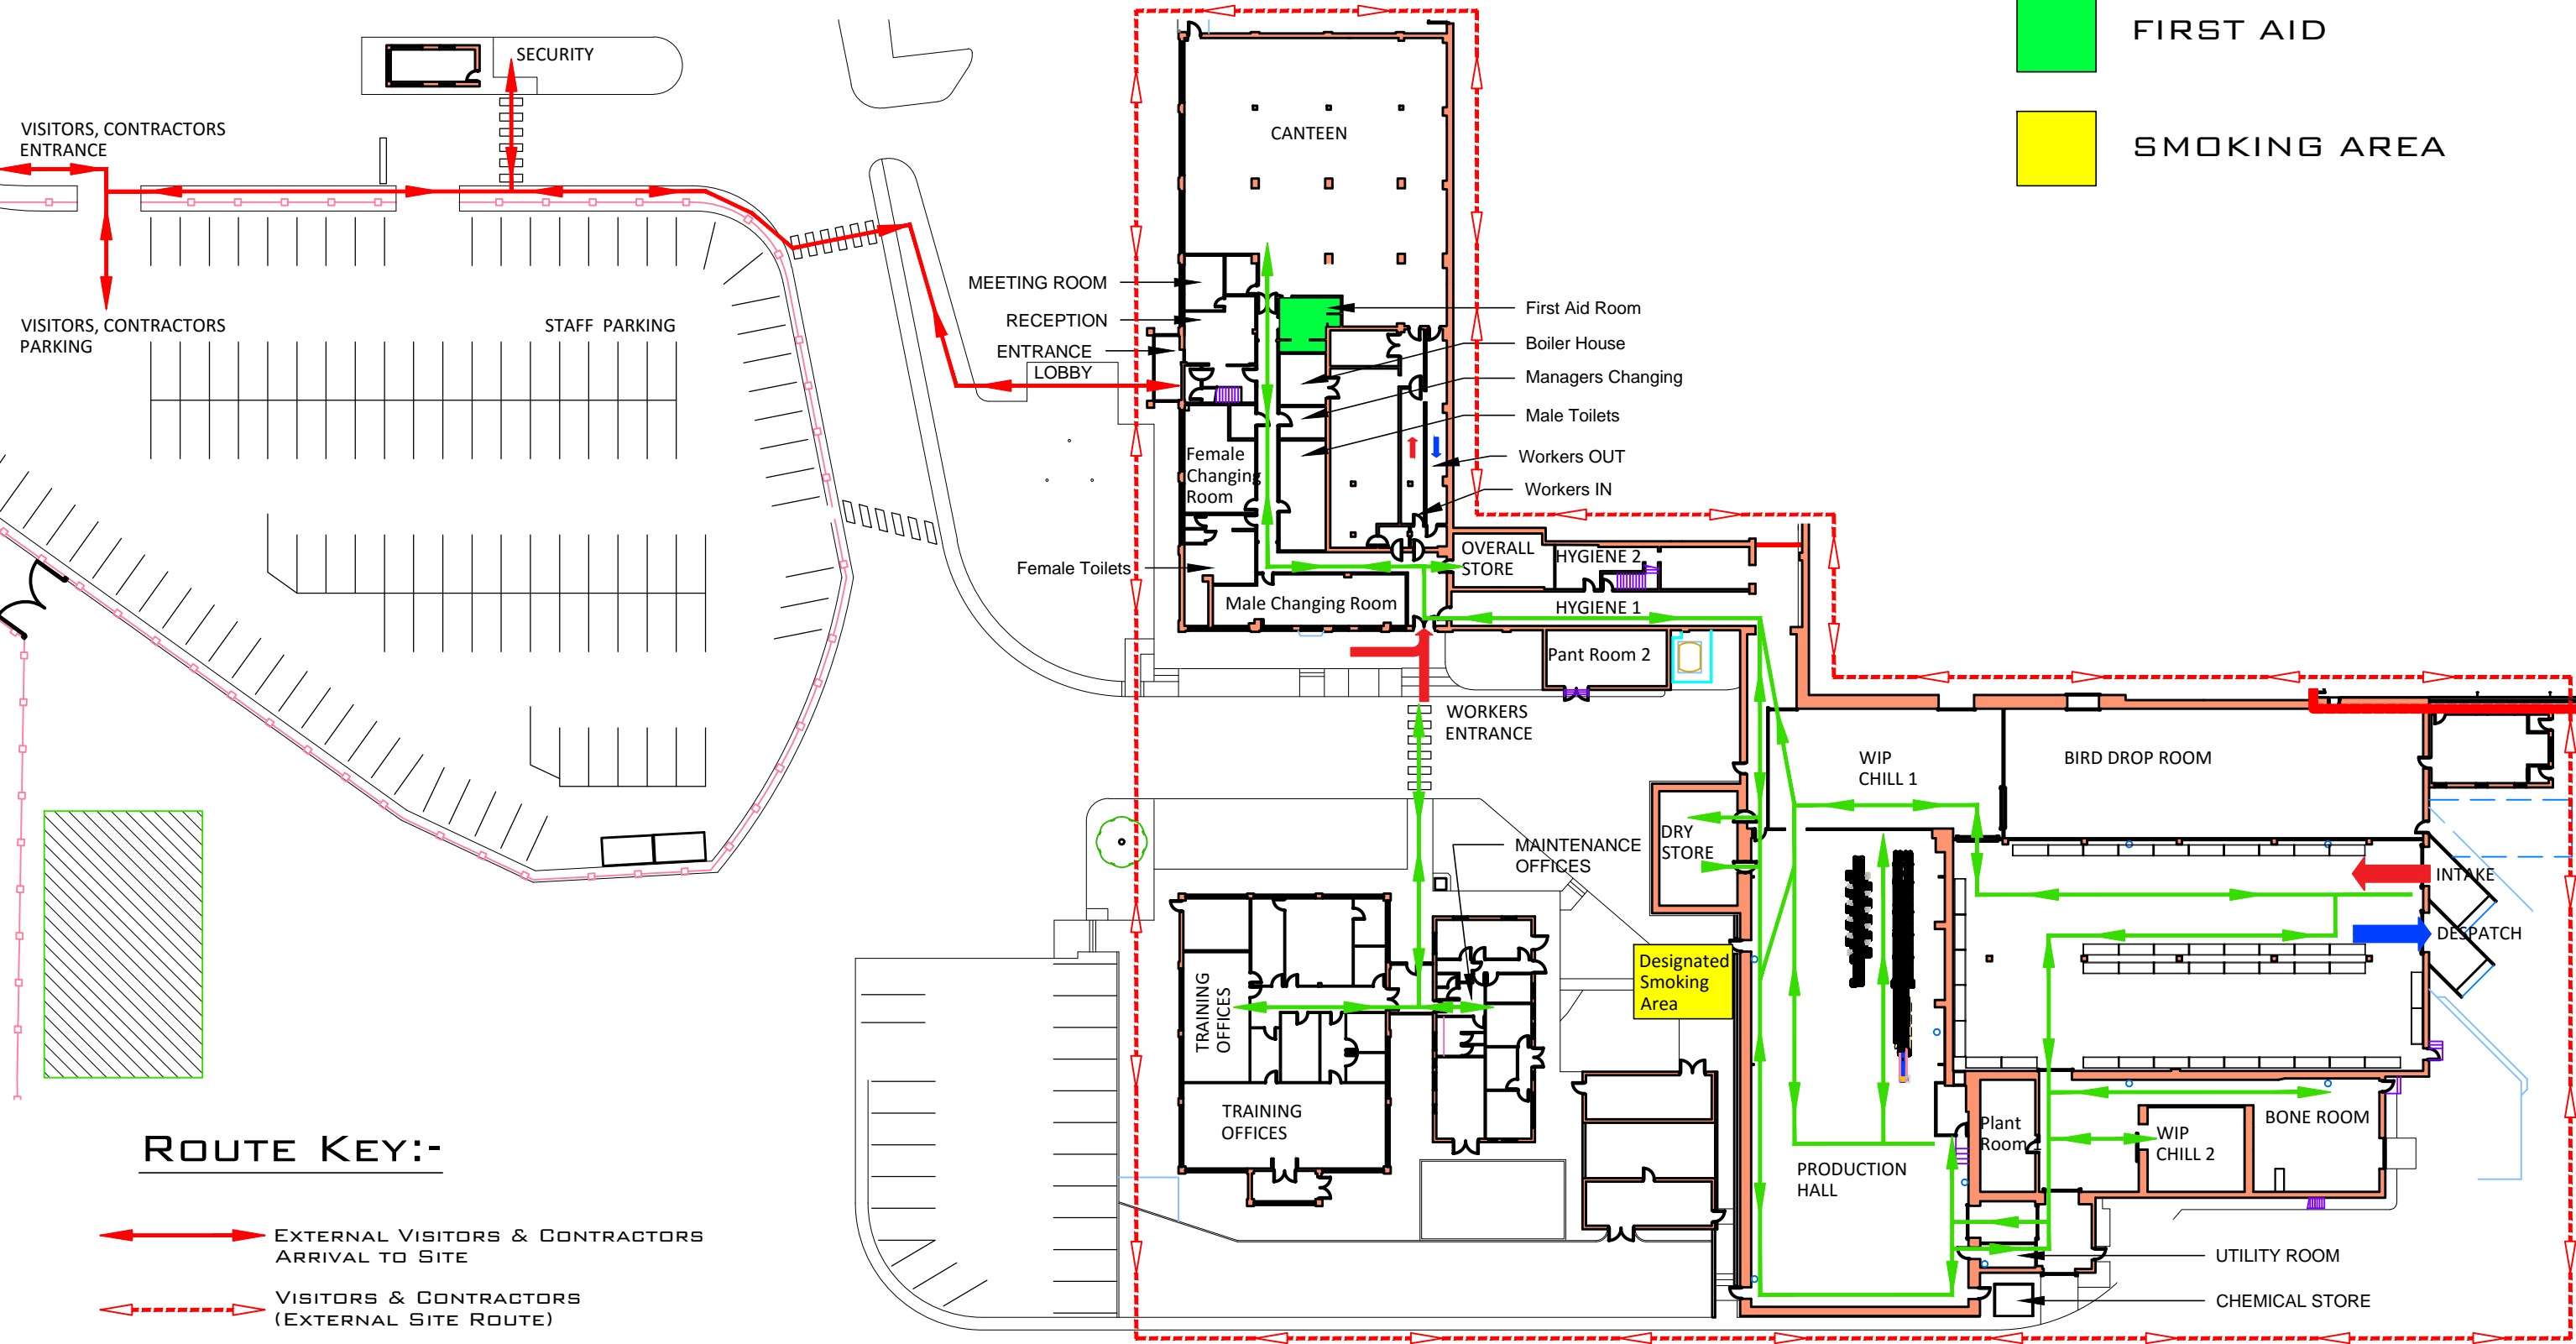 FIRST AID
SMOKING AREA
SECURITY
VISITORS, CONTRACTORS
ENTRANCE
CANTEEN
MEETING ROOM
RECEPTION
ENTRANCE
LOBBY
VISITORS, CONTRACTORS
PARKING
STAFF PARKING
First Aid Room
Boiler House
Managers Changing
Male Toilets
Workers OUT
Workers IN
Female
Changing
Room
Female Toilets
Male Changing Room
OVERALL
STORE
HYGIENE 2
HYGIENE 1
Pant Room 2
WORKERS
ENTRANCE
WIP
CHILL 1
BIRD DROP ROOM
DRY
STORE
MAINTENANCE
OFFICES
INTAKE
DESPATCH
Designated
Smoking
Area
TRAINING
OFFICES
TRAINING
OFFICES
PRODUCTION
HALL
Plant
Room 1
WIP
CHILL 2
BONE ROOM
UTILITY ROOM
CHEMICAL STORE
ROUTE KEY:-
EXTERNAL VISITORS & CONTRACTORS
ARRIVAL TO SITE
VISITORS & CONTRACTORS
(EXTERNAL SITE ROUTE)